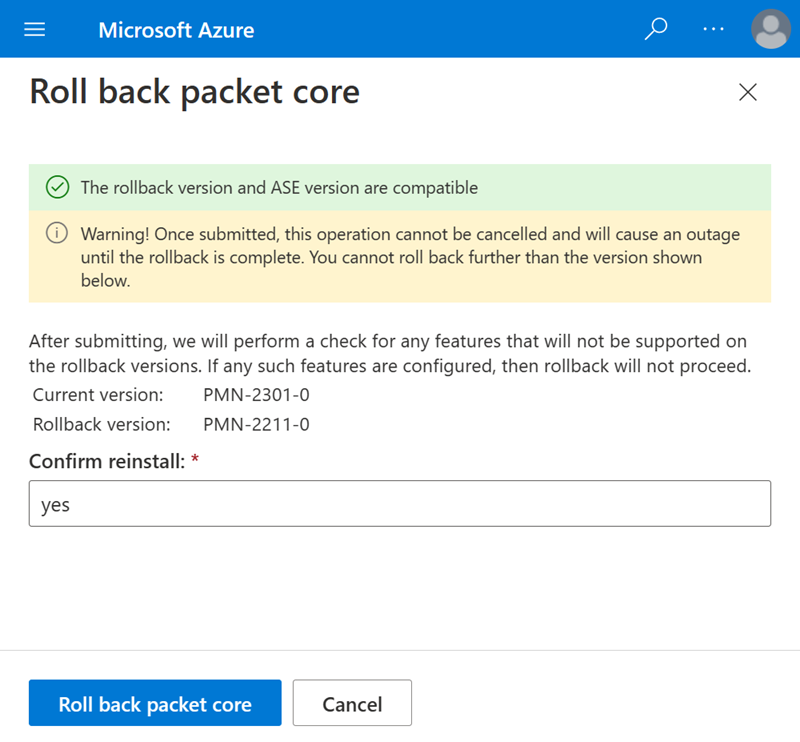 Microsoft Azure
Roll back packet core
The rollback version and ASE version are compatible
Warning! Once submitted, this operation cannot be cancelled and will cause an outage
until the rollback is complete. You cannot roll back further than the version shown
below.
After submitting, we will perform a check for any features that will not be supported on
the rollback versions. If any such features are configured, then rollback will not proceed.
Current version: PMN-2301-0
Rollback version: PMN-2211-0
Confirm reinstall: *
yes
Roll back packet core Cancel